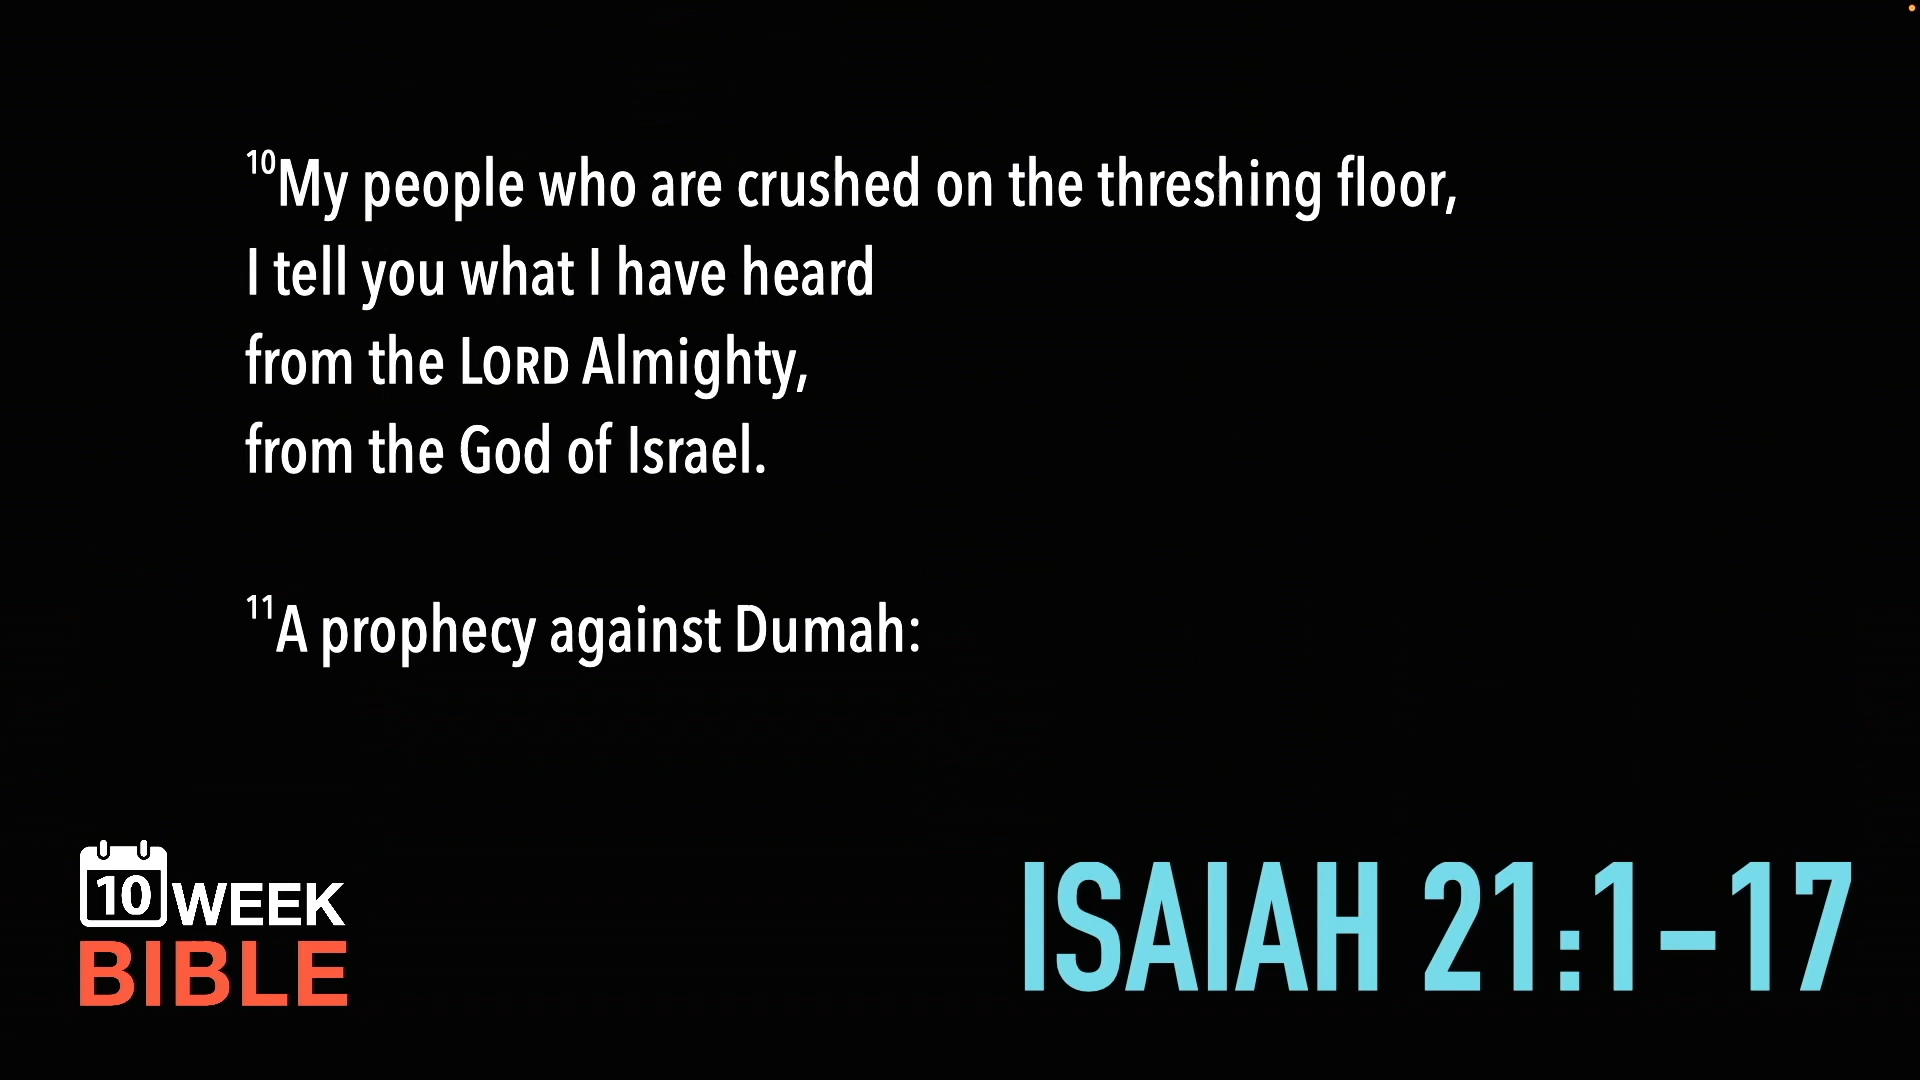 10My people who are crushed on the threshing floor,
I tell you what I have heard
from the LORD Almighty,
from the God of Israel.
11A prophecy against Dumah:
10 WEEK
BIBLE
ISAIAH 21:1–17